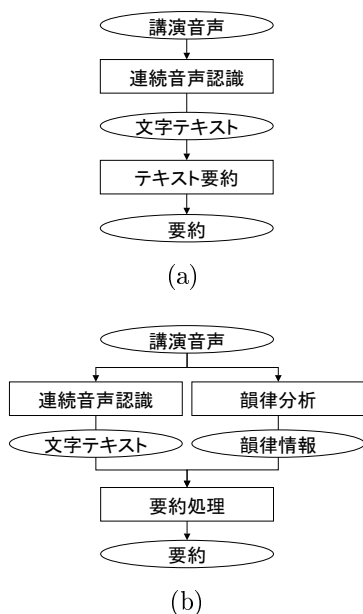 講演音声
連続音声認識
文字テキスト
テキスト要約
要約
(a)
講演音声
連続音声認識 韻律分析
文字テキスト 韻律情報
要約処理
要約
(b)